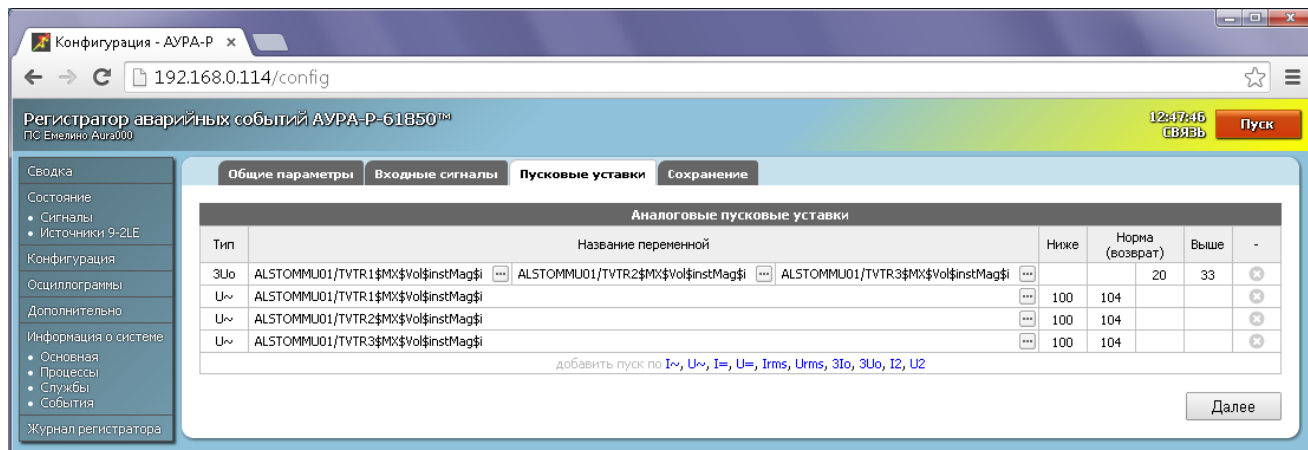 Конфигурация - АУРА-Р
192.168.0.114/config
Регистратор аварийных событий АУРА-Р-61850™
ПС Емелино Aura000
12:47:46
СВЯЗЬ
Пуск
Сводка
Состояние
• Сигналы
• Источники 9-2LE
Конфигурация
Осциллограммы
Дополнительно
Информация о системе
• Основная
• Процессы
• Службы
• События
Журнал регистратора
Общие параметры Входные сигналы Пусковые уставки Сохранение
Аналоговые пусковые уставки
Тип Название переменной Ниже Норма (возврат) Выше -
3Uo ALSTOMMU01/TVTR1$MX$Vol$instMag$i ... ALSTOMMU01/TVTR2$MX$Vol$instMag$i ... ALSTOMMU01/TVTR3$MX$Vol$instMag$i ... 20 33
U~ ALSTOMMU01/TVTR1$MX$Vol$instMag$i ... 100 104
U~ ALSTOMMU01/TVTR2$MX$Vol$instMag$i ... 100 104
U~ ALSTOMMU01/TVTR3$MX$Vol$instMag$i ... 100 104
добавить пуск по I~, U~, I=, U=, Irms, Urms, 3Io, 3Uo, I2, U2
Далее